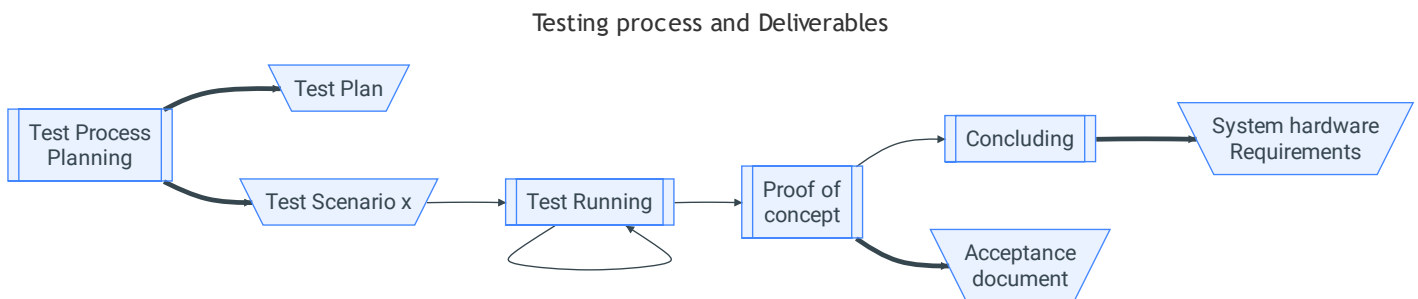 Testing process and Deliverables
Test Plan
Test Process
Planning
Test Scenario x
Test Running
Proof of
concept
Concluding
System hardware
Requirements
Acceptance
document